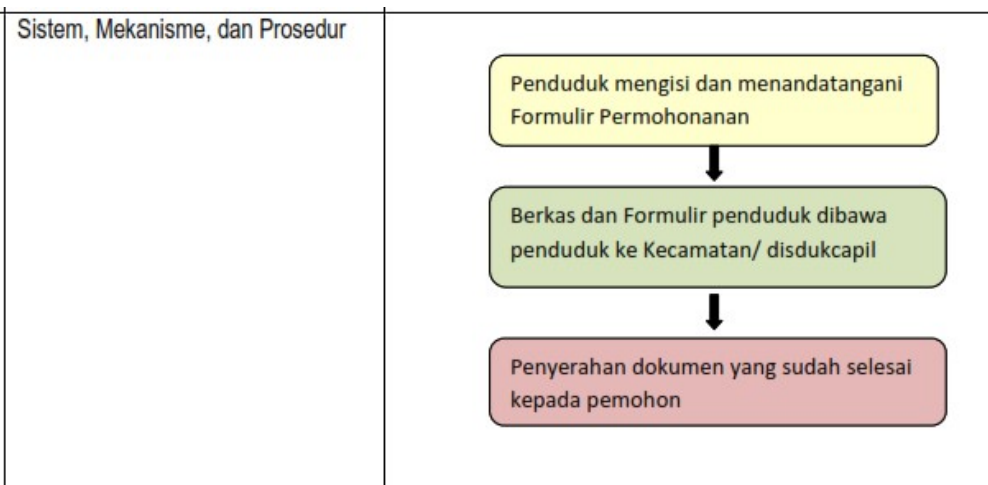 Sistem, Mekanisme, dan Prosedur
Penduduk mengisi dan menandatangani
Formulir Permohonanan
Berkas dan Formulir penduduk dibawa
penduduk ke Kecamatan/ disdukcapil
Penyerahan dokumen yang sudah selesai
kepada pemohon